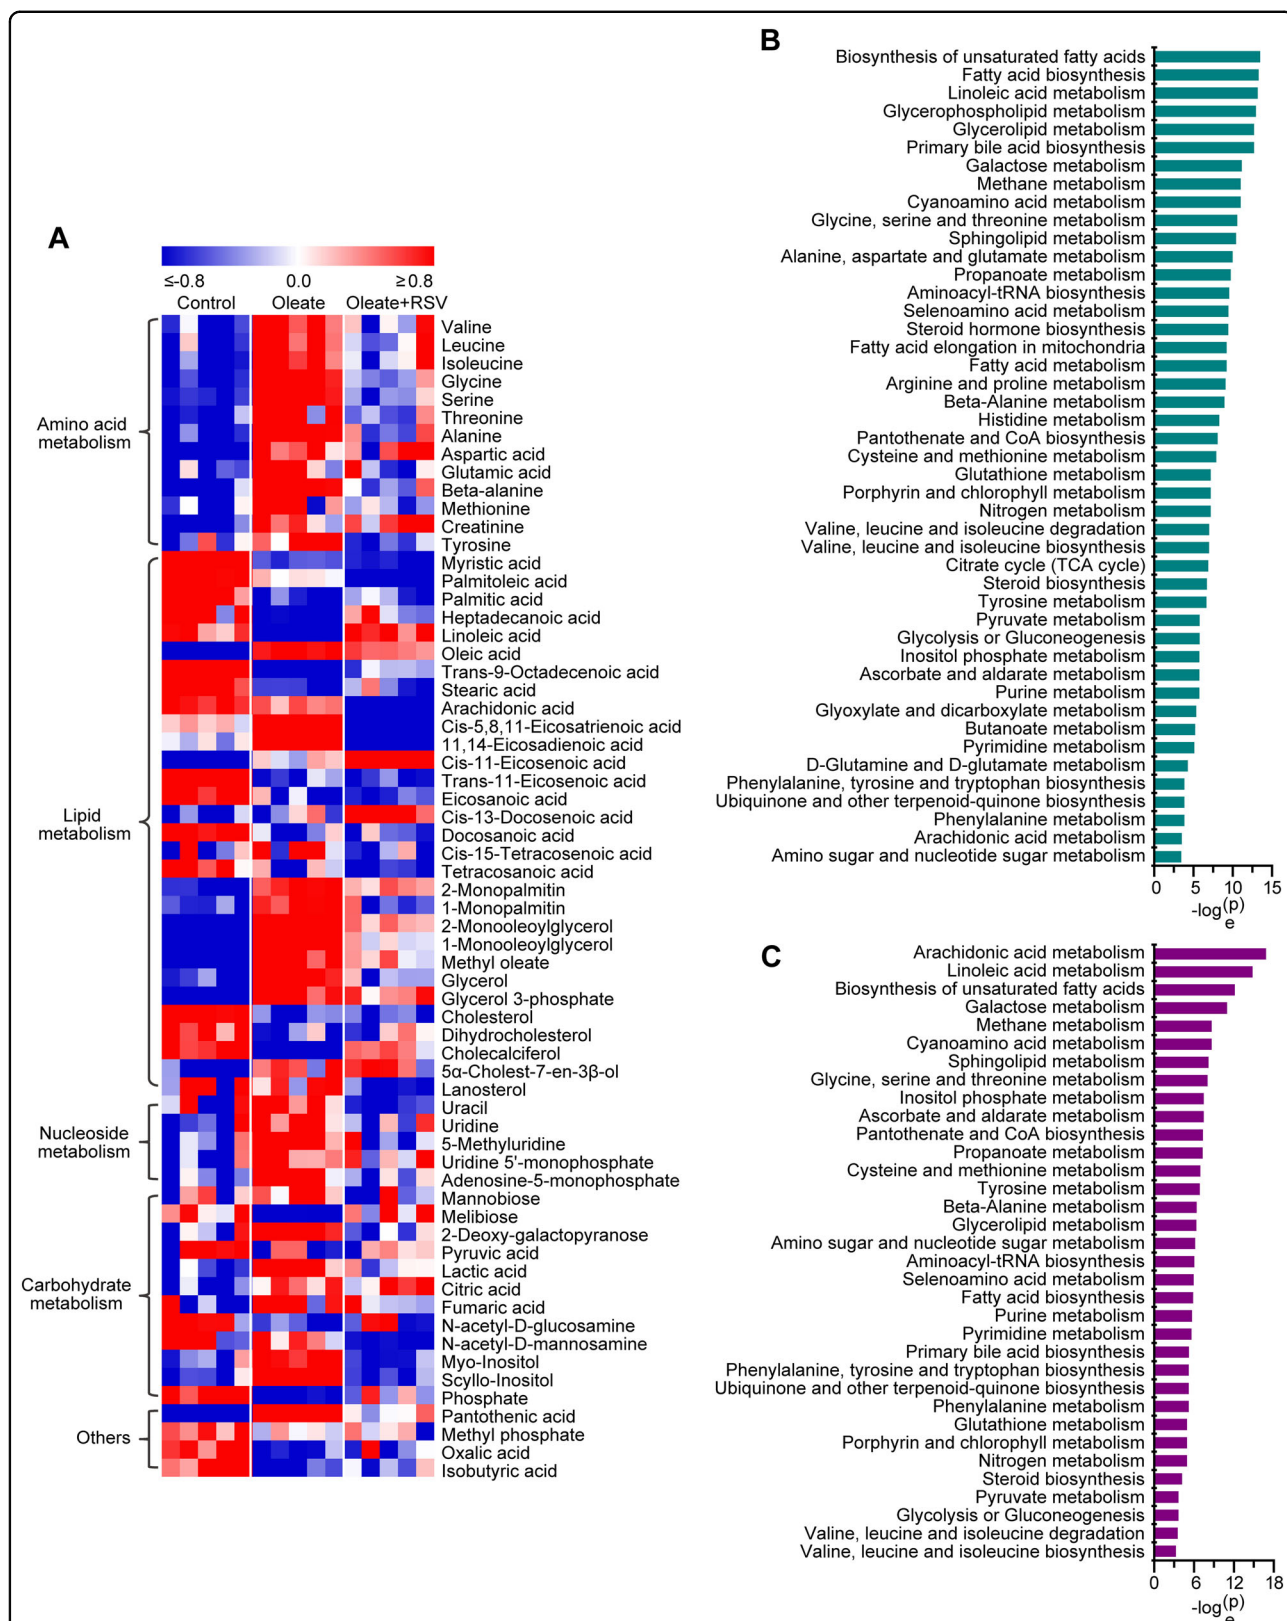 A
≤-0.8 0.0 ≥0.8
Control Oleate Oleate+RSV
Amino acid
metabolism
Valine
Leucine
Isoleucine
Glycine
Serine
Threonine
Alanine
Aspartic acid
Glutamic acid
Beta-alanine
Methionine
Creatinine
Tyrosine
Lipid
metabolism
Myristic acid
Palmitoleic acid
Palmitic acid
Heptadecanoic acid
Linoleic acid
Oleic acid
Trans-9-Octadecenoic acid
Stearic acid
Arachidonic acid
Cis-5,8,11-Eicosatrienoic acid
11,14-Eicosadienoic acid
Cis-11-Eicosenoic acid
Trans-11-Eicosenoic acid
Eicosanoic acid
Cis-13-Docosenoic acid
Docosanoic acid
Cis-15-Tetracosenoic acid
Tetracosanoic acid
2-Monopalmitin
1-Monopalmitin
2-Monooleoylglycerol
1-Monooleoylglycerol
Methyl oleate
Glycerol
Glycerol 3-phosphate
Cholesterol
Dihydrocholesterol
Cholecalciferol
5α-Cholest-7-en-3β-ol
Lanosterol
Nucleoside
metabolism
Uracil
Uridine
5-Methyluridine
Uridine 5'-monophosphate
Adenosine-5-monophosphate
Carbohydrate
metabolism
Mannobiose
Melibiose
2-Deoxy-galactopyranose
Pyruvic acid
Lactic acid
Citric acid
Fumaric acid
N-acetyl-D-glucosamine
N-acetyl-D-mannosamine
Myo-Inositol
Scyllo-Inositol
Phosphate
Others
Pantothenic acid
Methyl phosphate
Oxalic acid
Isobutyric acid
B
Biosynthesis of unsaturated fatty acids
Fatty acid biosynthesis
Linoleic acid metabolism
Glycerophospholipid metabolism
Glycerolipid metabolism
Primary bile acid biosynthesis
Galactose metabolism
Methane metabolism
Cyanoamino acid metabolism
Glycine, serine and threonine metabolism
Sphingolipid metabolism
Alanine, aspartate and glutamate metabolism
Propanoate metabolism
Aminoacyl-tRNA biosynthesis
Selenoamino acid metabolism
Steroid hormone biosynthesis
Fatty acid elongation in mitochondria
Fatty acid metabolism
Arginine and proline metabolism
Beta-Alanine metabolism
Histidine metabolism
Pantothenate and CoA biosynthesis
Cysteine and methionine metabolism
Glutathione metabolism
Porphyrin and chlorophyll metabolism
Nitrogen metabolism
Valine, leucine and isoleucine degradation
Valine, leucine and isoleucine biosynthesis
Citrate cycle (TCA cycle)
Steroid biosynthesis
Tyrosine metabolism
Pyruvate metabolism
Glycolysis or Gluconeogenesis
Inositol phosphate metabolism
Ascorbate and aldarate metabolism
Purine metabolism
Glyoxylate and dicarboxylate metabolism
Butanoate metabolism
Pyrimidine metabolism
D-Glutamine and D-glutamate metabolism
Phenylalanine, tyrosine and tryptophan biosynthesis
Ubiquinone and other terpenoid-quinone biosynthesis
Phenylalanine metabolism
Arachidonic acid metabolism
Amino sugar and nucleotide sugar metabolism
0 5 10 15
-log e (p)
C
Arachidonic acid metabolism
Linoleic acid metabolism
Biosynthesis of unsaturated fatty acids
Galactose metabolism
Methane metabolism
Cyanoamino acid metabolism
Sphingolipid metabolism
Glycine, serine and threonine metabolism
Inositol phosphate metabolism
Ascorbate and aldarate metabolism
Pantothenate and CoA biosynthesis
Propanoate metabolism
Cysteine and methionine metabolism
Tyrosine metabolism
Beta-Alanine metabolism
Glycerolipid metabolism
Amino sugar and nucleotide sugar metabolism
Aminoacyl-tRNA biosynthesis
Selenoamino acid metabolism
Fatty acid biosynthesis
Purine metabolism
Pyrimidine metabolism
Primary bile acid biosynthesis
Phenylalanine, tyrosine and tryptophan biosynthesis
Ubiquinone and other terpenoid-quinone biosynthesis
Phenylalanine metabolism
Glutathione metabolism
Porphyrin and chlorophyll metabolism
Nitrogen metabolism
Steroid biosynthesis
Pyruvate metabolism
Glycolysis or Gluconeogenesis
Valine, leucine and isoleucine degradation
Valine, leucine and isoleucine biosynthesis
0 6 12 18
-log e (p)